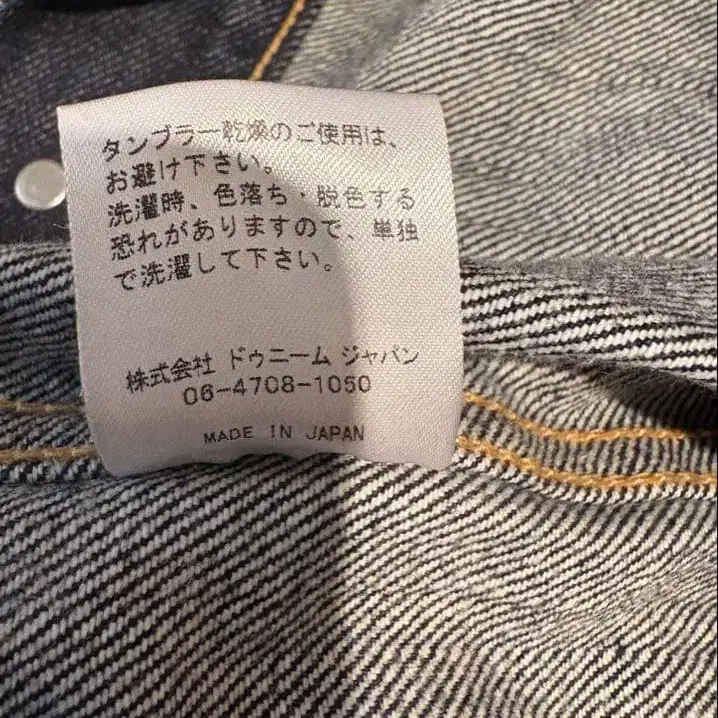 タンブラー乾燥のご使用は、
お避け下さい。
洗濯時、色落ち・脱色する
恐れがありますので、単独
で洗濯して下さい。
株式会社 ドゥニーム ジャパン
06-4708-1050
MADE IN JAPAN